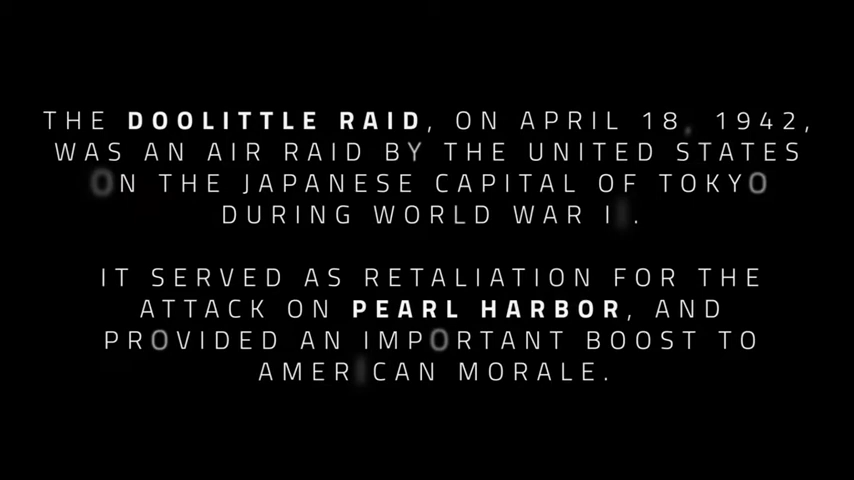 THE DOOLITTLE RAID, ON APRIL 18, 1942,
WAS AN AIR RAID BY THE UNITED STATES
ON THE JAPANESE CAPITAL OF TOKYO
DURING WORLD WAR II.
IT SERVED AS RETALIATION FOR THE
ATTACK ON PEARL HARBOR, AND
PROVIDED AN IMPORTANT BOOST TO
AMERICAN MORALE.